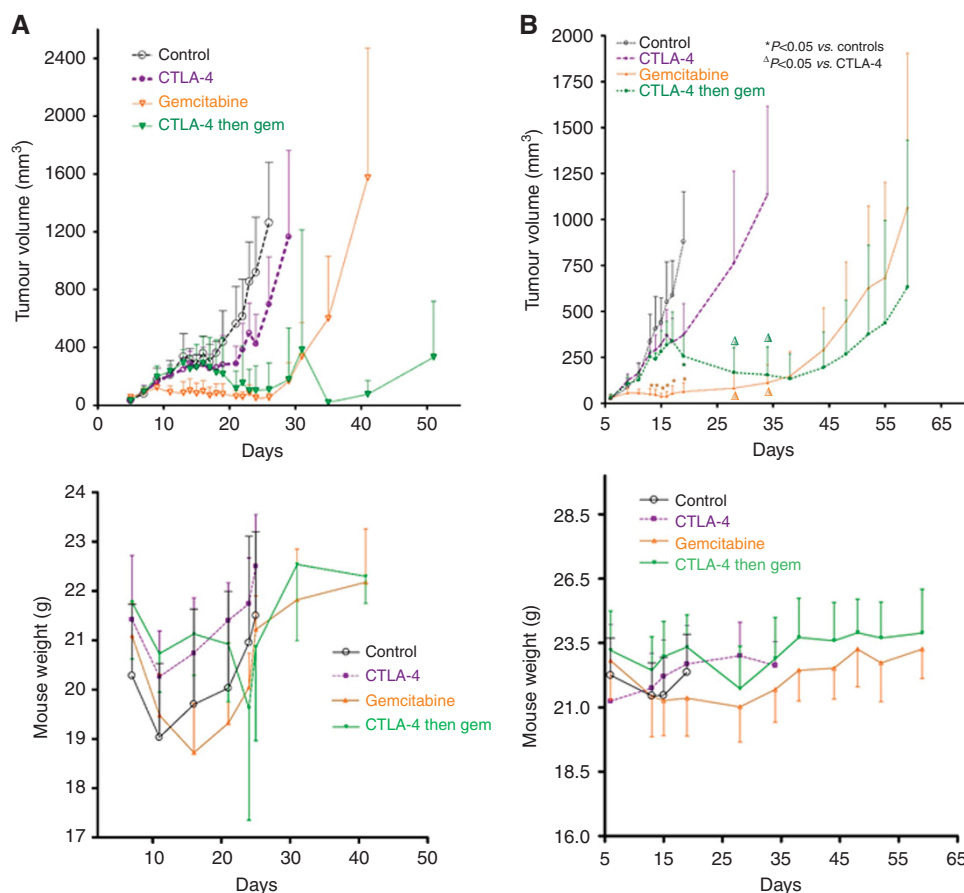 A
Tumour volume (mm³)
2400
2000
1600
1200
800
400
0
Control
CTLA-4
Gemcitabine
CTLA-4 then gem
0
10
20
30
40
50
Days
B
Tumour volume (mm³)
2000
1750
1500
1250
1000
750
500
250
0
Control
CTLA-4
Gemcitabine
CTLA-4 then gem
*P<0.05 vs. controls
ΔP<0.05 vs. CTLA-4
5
15
25
35
45
55
65
Days
Mouse weight (g)
24
23
22
21
20
19
18
17
Control
CTLA-4
Gemcitabine
CTLA-4 then gem
10
20
30
40
50
Days
Mouse weight (g)
28.5
26.5
23.5
21.0
18.5
16.0
Control
CTLA-4
Gemcitabine
CTLA-4 then gem
5
15
25
35
45
55
65
Days